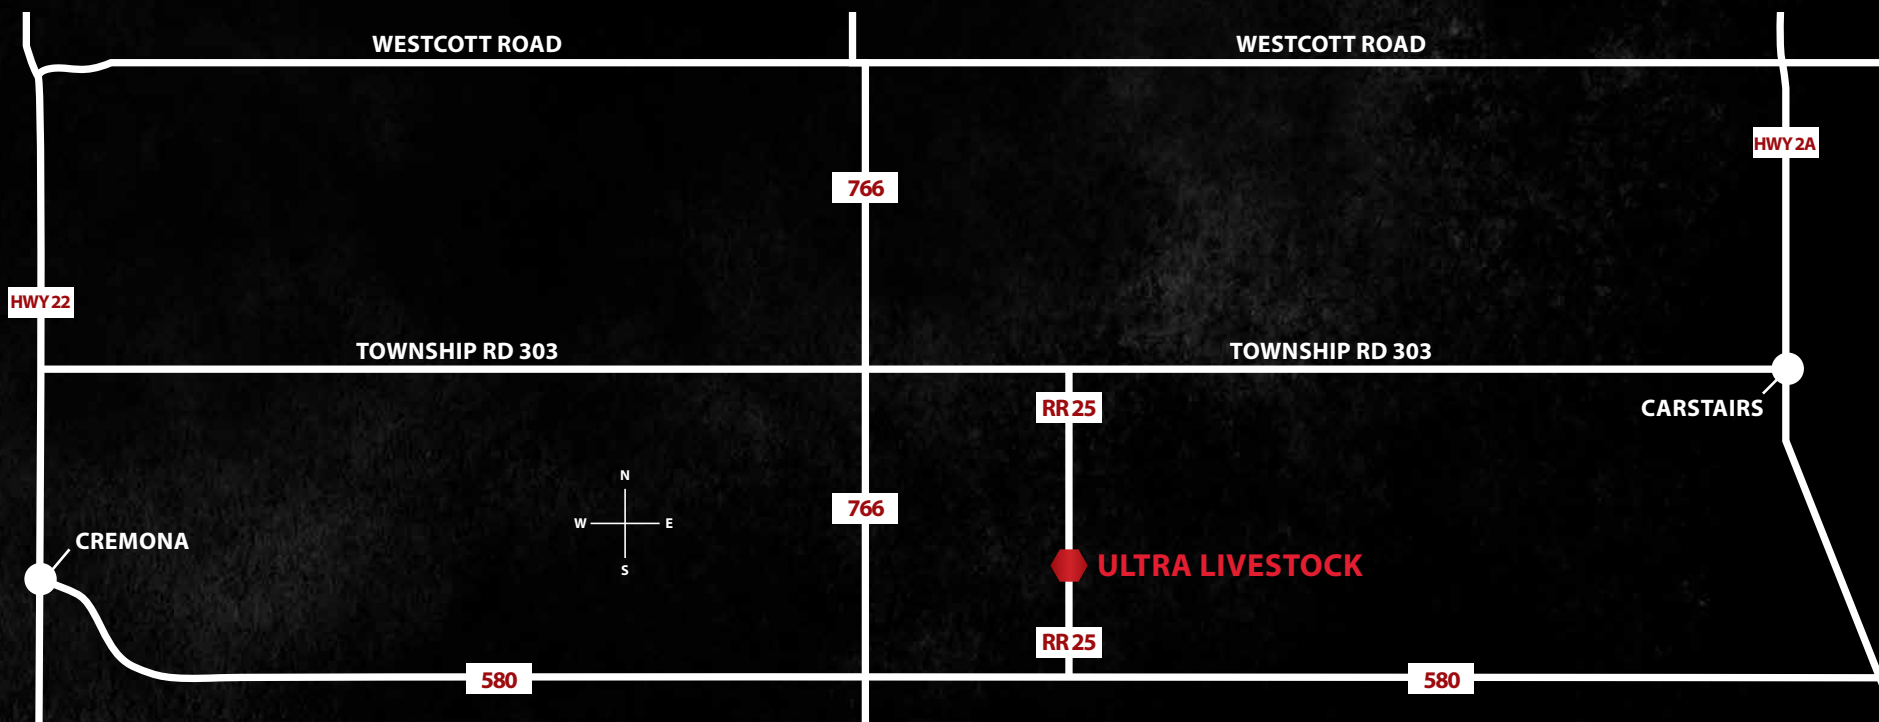 WESTCOTT ROAD
WESTCOTT ROAD
HWY 2A
766
HWY 22
TOWNSHIP RD 303
TOWNSHIP RD 303
RR 25
CARSTAIRS
N
766
W
E
CREMONA
ULTRA LIVESTOCK
S
RR 25
580
580